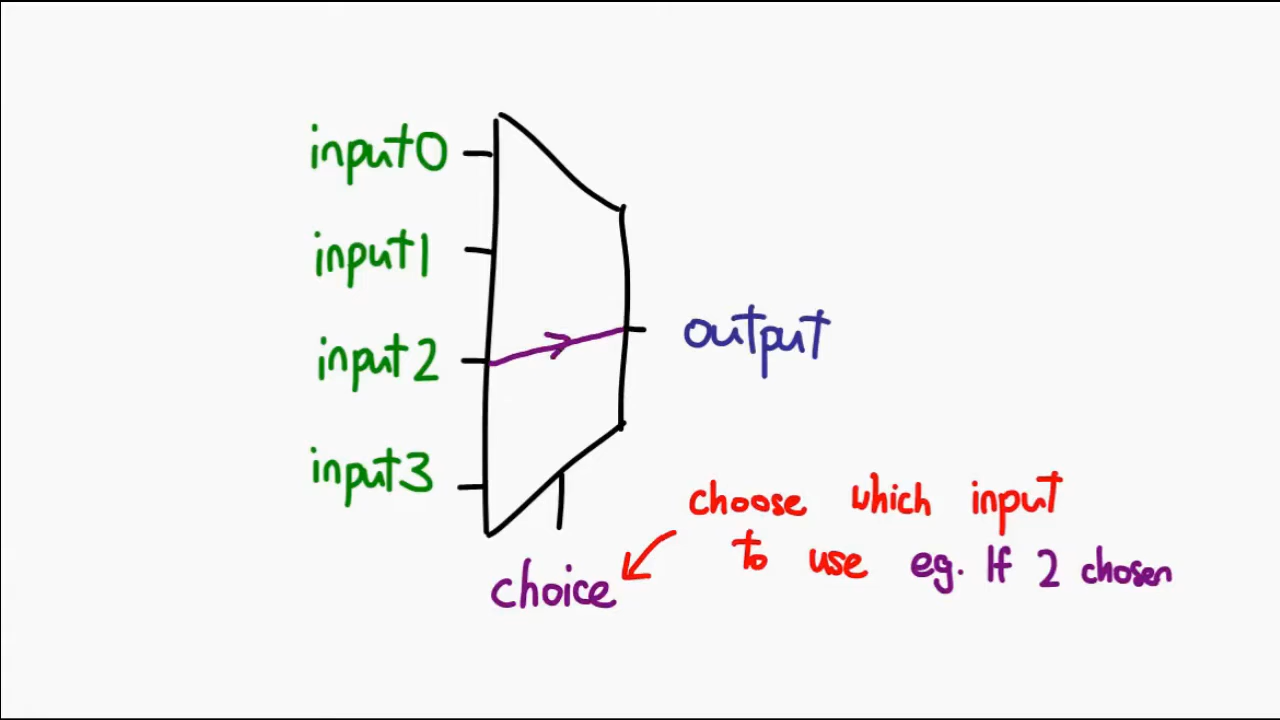 input0
input1
input2
output
input3
choose which input
to use eg. If 2 chosen
choice